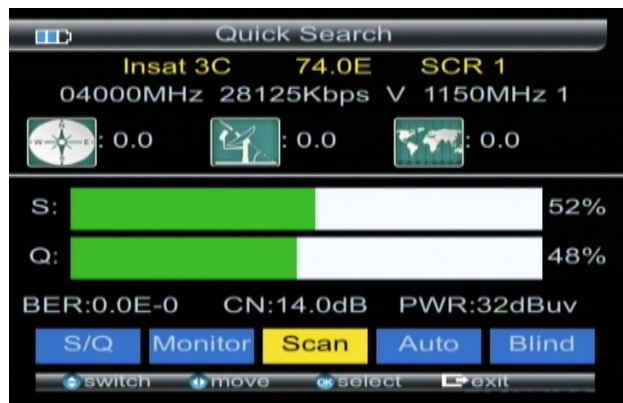 Quick Search
Insat 3C 74.0E SCR 1
04000MHz 28125Kbps V 1150MHz 1
N W E S : 0.0 : 0.0 : 0.0
S: 52%
Q: 48%
BER:0.0E-0 CN:14.0dB PWR:32dBuv
S/Q Monitor Scan Auto Blind
switch move OK select exit